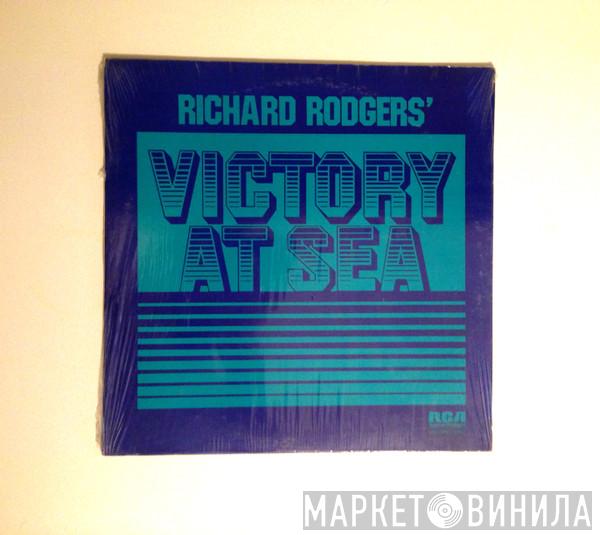 RICHARD RODGERS'
VICTORY
AT SEA
RCA
МАРКЕТ ВИНИЛА